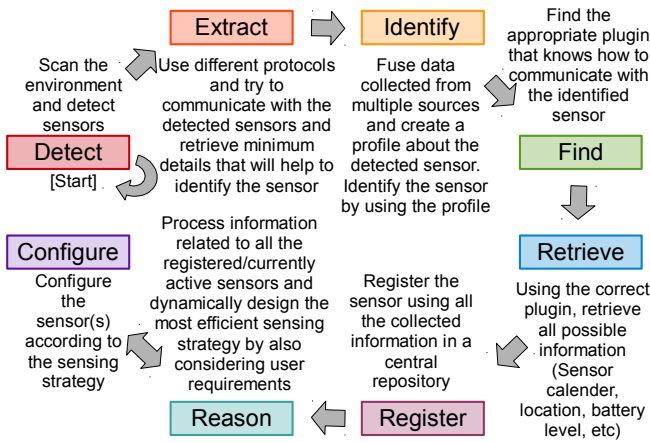 Detect
[Start]
Scan the
environment
and detect
sensors
Extract
Use different protocols
and try to
communicate with the
detected sensors and
retrieve minimum
details that will help to
identify the sensor
Identify
Fuse data
collected from
multiple sources
and create a
profile about the
detected sensor.
Identify the sensor
by using the profile
Find the
appropriate plugin
that knows how to
communicate with
the identified
sensor
Find
Retrieve
Using the correct
plugin, retrieve
all possible
information
(Sensor
calender,
location, battery
level, etc)
Register the
sensor using all
the collected
information in a
central
repository
Register
Process information
related to all the
registered/currently
active sensors and
dynamically design the
most efficient sensing
strategy by also
considering user
requirements
Reason
Configure
Configure
the
sensor(s)
according to
the sensing
strategy